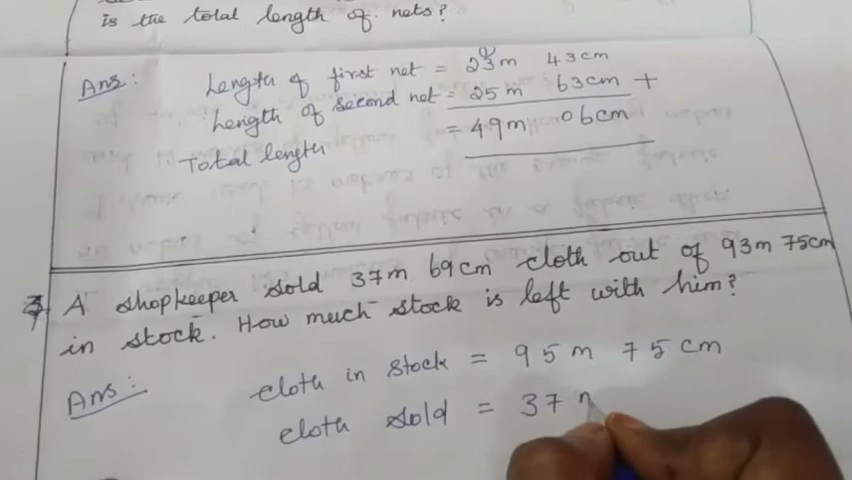 is the total length of nets?
Ans: Length of first net = 23m 43cm
Length of second net = 25m 63cm +
Total length = 49m 06cm
3, A shopkeeper sold 37m 69cm cloth out of 93m 75cm
in stock. How much stock is left with him?
Ans: cloth in stock = 95m 75cm
cloth sold = 37